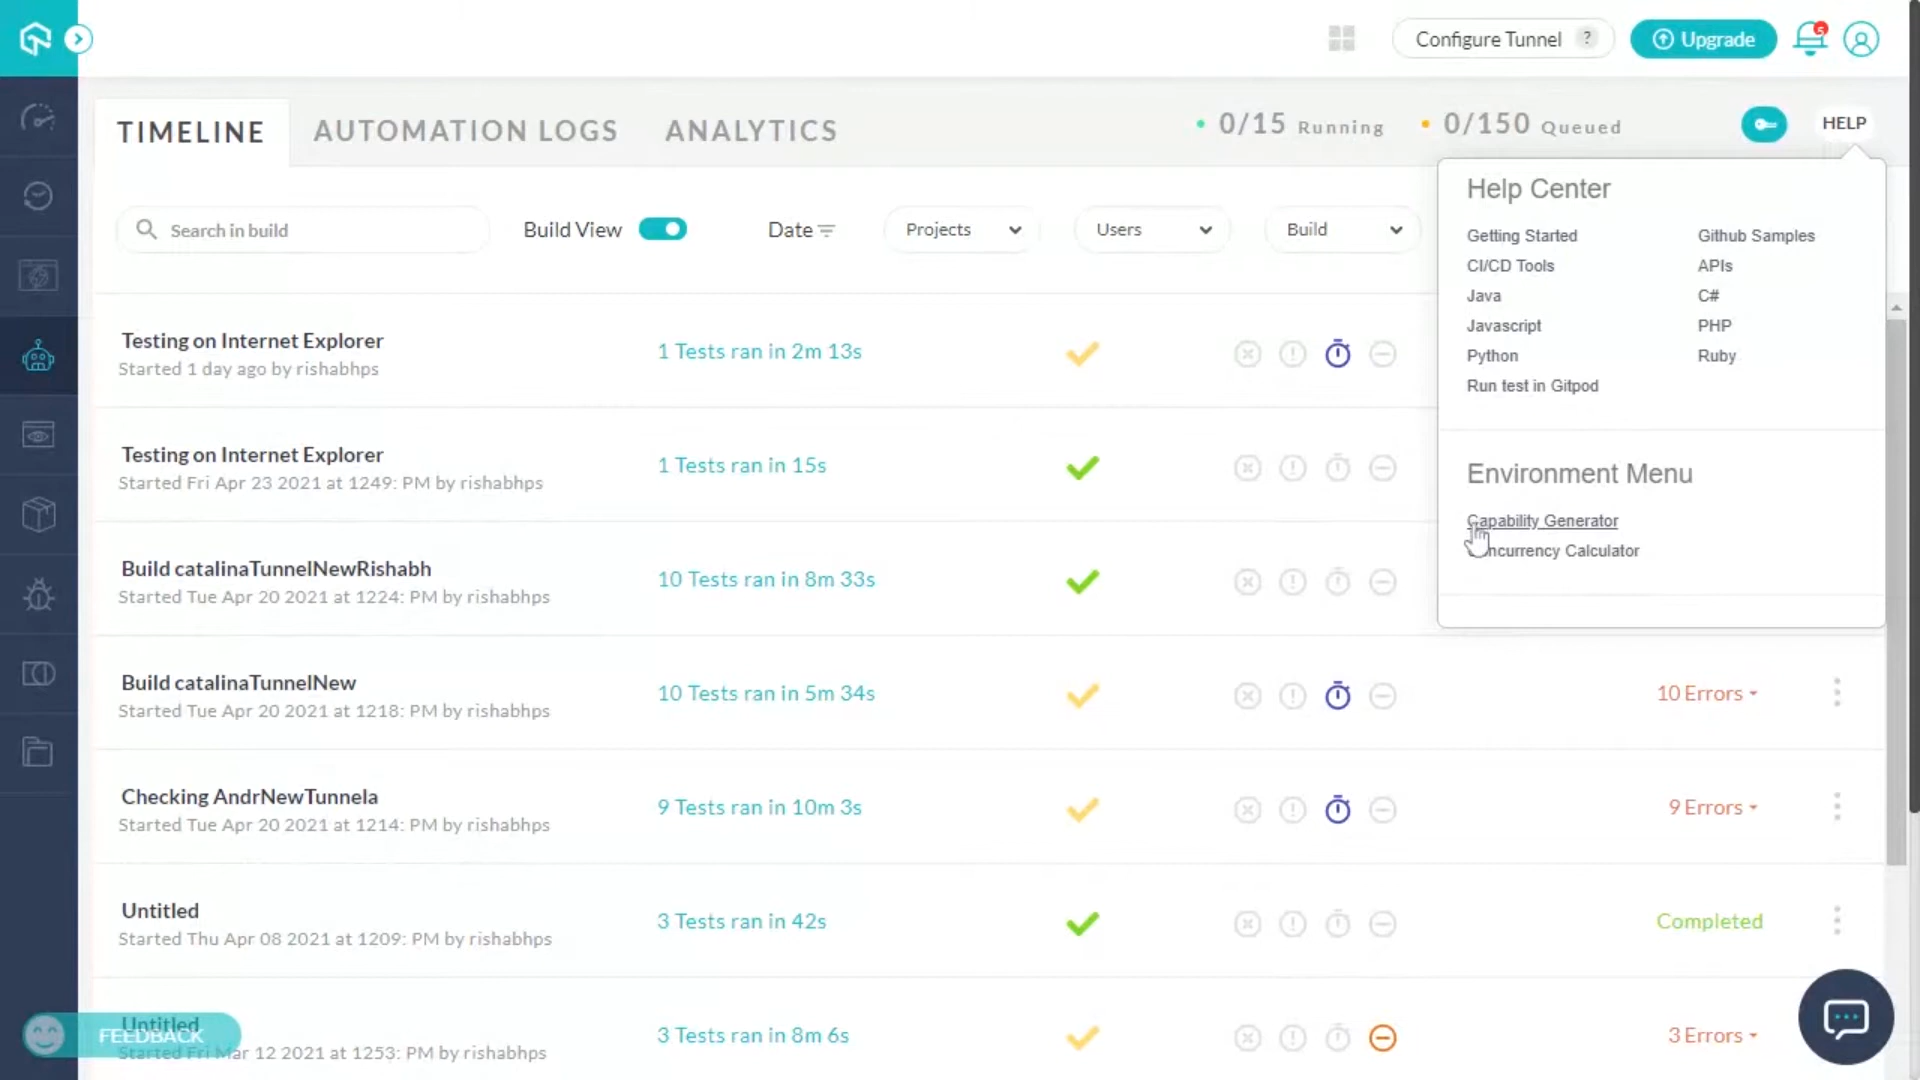 Configure Tunnel ?
Upgrade
5
TIMELINE
AUTOMATION LOGS
ANALYTICS
0/15 Running
0/150 Queued
HELP
Search in build
Build View
Date
Projects
Users
Build
Help Center
Getting Started
Github Samples
CI/CD Tools
APIs
Java
C#
Javascript
PHP
Python
Ruby
Run test in Gitpod
Environment Menu
Capability Generator
Concurrency Calculator
Testing on Internet Explorer
Started 1 day ago by rishabhps
1 Tests ran in 2m 13s
Testing on Internet Explorer
Started Fri Apr 23 2021 at 1249: PM by rishabhps
1 Tests ran in 15s
Build catalinaTunnelNewRishabh
Started Tue Apr 20 2021 at 1224: PM by rishabhps
10 Tests ran in 8m 33s
Build catalinaTunnelNew
Started Tue Apr 20 2021 at 1218: PM by rishabhps
10 Tests ran in 5m 34s
10 Errors
Checking AndrNewTunnela
Started Tue Apr 20 2021 at 1214: PM by rishabhps
9 Tests ran in 10m 3s
9 Errors
Untitled
Started Thu Apr 08 2021 at 1209: PM by rishabhps
3 Tests ran in 42s
Completed
Untitled
Started Fri Mar 12 2021 at 1253: PM by rishabhps
3 Tests ran in 8m 6s
3 Errors
FEEDBACK